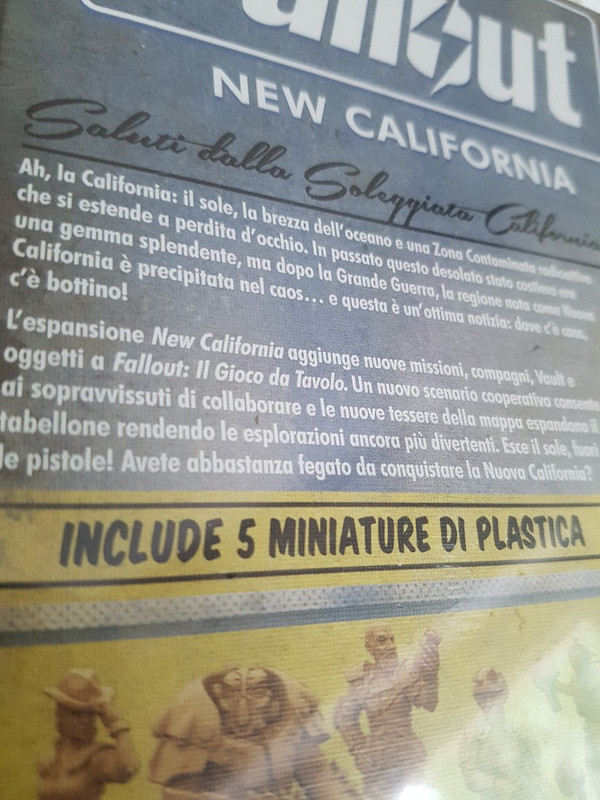 Fallout
NEW CALIFORNIA
Saluti dalla Soleggiata California
Ah, la California: il sole, la brezza dell'oceano e una Zona Contaminata radioattiva
che si estende a perdita d'occhio. In passato questo desolato stato costiero era
una gemma splendente, ma dopo la Grande Guerra, la regione nota come Nuova
California è precipitata nel caos... e questa è un'ottima notizia: dove c'è caos,
c'è bottino!
L'espansione New California aggiunge nuove missioni, compagni, Vault e
oggetti a Fallout: Il Gioco da Tavolo. Un nuovo scenario cooperativo consente
ai sopravvissuti di collaborare e le nuove tessere della mappa espandono il
tabellone rendendo le esplorazioni ancora più divertenti. Esce il sole, fuori
le pistole! Avete abbastanza fegato da conquistare la Nuova California?
INCLUDE 5 MINIATURE DI PLASTICA